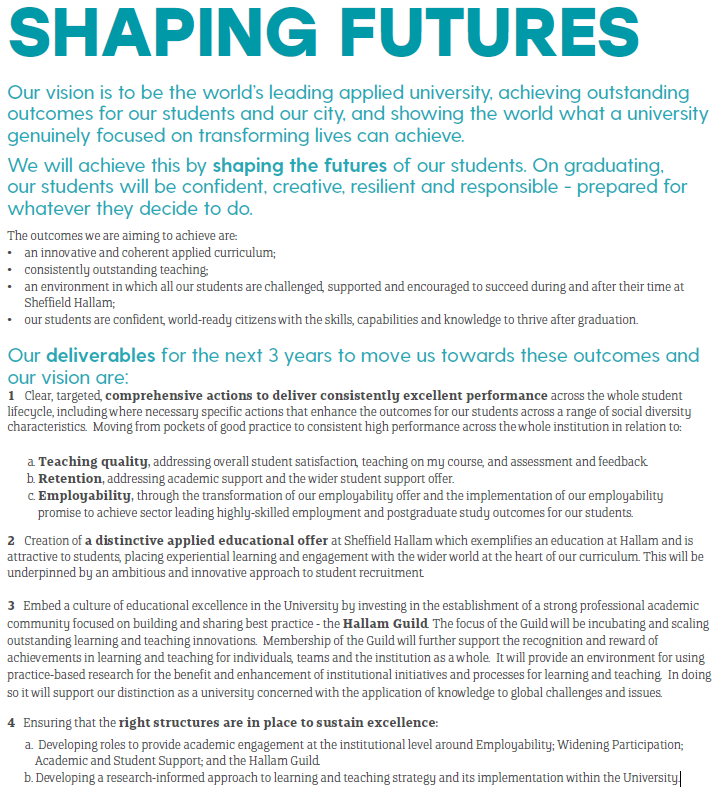 SHAPING FUTURES
Our vision is to be the world's leading applied university, achieving outstanding
outcomes for our students and our city, and showing the world what a university
genuinely focused on transforming lives can achieve.
We will achieve this by shaping the futures of our students. On graduating,
our students will be confident, creative, resilient and responsible - prepared for
whatever they decide to do.
The outcomes we are aiming to achieve are:
• an innovative and coherent applied curriculum;
• consistently outstanding teaching;
• an environment in which all our students are challenged, supported and encouraged to succeed during and after their time at
Sheffield Hallam;
• our students are confident, world-ready citizens with the skills, capabilities and knowledge to thrive after graduation.
Our deliverables for the next 3 years to move us towards these outcomes and
our vision are:
1 Clear, targeted, comprehensive actions to deliver consistently excellent performance across the whole student
lifecycle, including where necessary specific actions that enhance the outcomes for our students across a range of social diversity
characteristics. Moving from pockets of good practice to consistent high performance across the whole institution in relation to:
a. Teaching quality, addressing overall student satisfaction, teaching on my course, and assessment and feedback.
b. Retention, addressing academic support and the wider student support offer.
c. Employability, through the transformation of our employability offer and the implementation of our employability
promise to achieve sector leading highly-skilled employment and postgraduate study outcomes for our students.
2 Creation of a distinctive applied educational offer at Sheffield Hallam which exemplifies an education at Hallam and is
attractive to students, placing experiential learning and engagement with the wider world at the heart of our curriculum. This will be
underpinned by an ambitious and innovative approach to student recruitment.
3 Embed a culture of educational excellence in the University by investing in the establishment of a strong professional academic
community focused on building and sharing best practice - the Hallam Guild. The focus of the Guild will be incubating and scaling
outstanding learning and teaching innovations. Membership of the Guild will further support the recognition and reward of
achievements in learning and teaching for individuals, teams and the institution as a whole. It will provide an environment for using
practice-based research for the benefit and enhancement of institutional initiatives and processes for learning and teaching. In doing
so it will support our distinction as a university concerned with the application of knowledge to global challenges and issues.
4 Ensuring that the right structures are in place to sustain excellence:
a. Developing roles to provide academic engagement at the institutional level around Employability; Widening Participation;
Academic and Student Support; and the Hallam Guild.
b. Developing a research-informed approach to learning and teaching strategy and its implementation within the University.